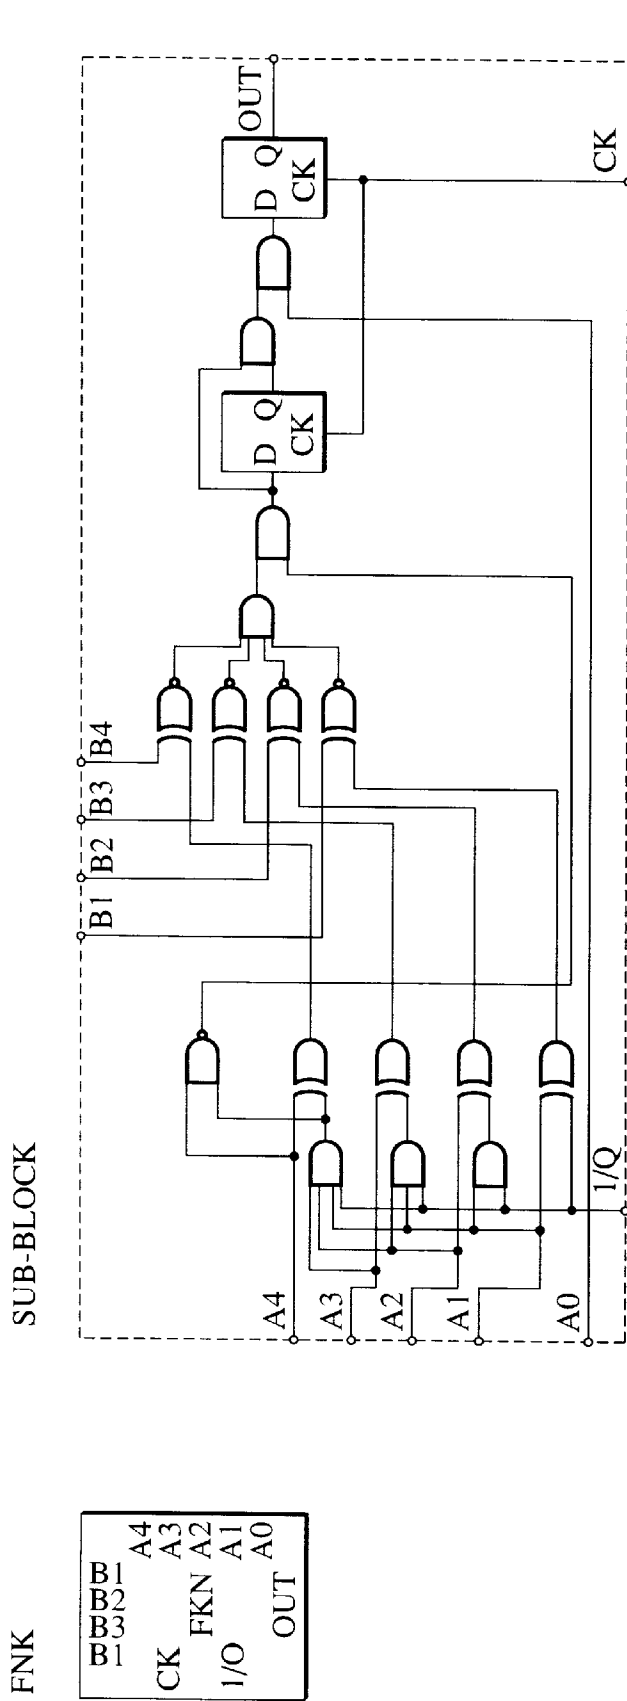 FNK
B1
B2
B3
B1
A4
A3
A2
A1
A0
CK
FKN
1/O
OUT
SUB-BLOCK
A4
A3
A2
A1
A0
1/Q
B1
B2
B3
B4
D Q
CK
D Q
CK
OUT
CK